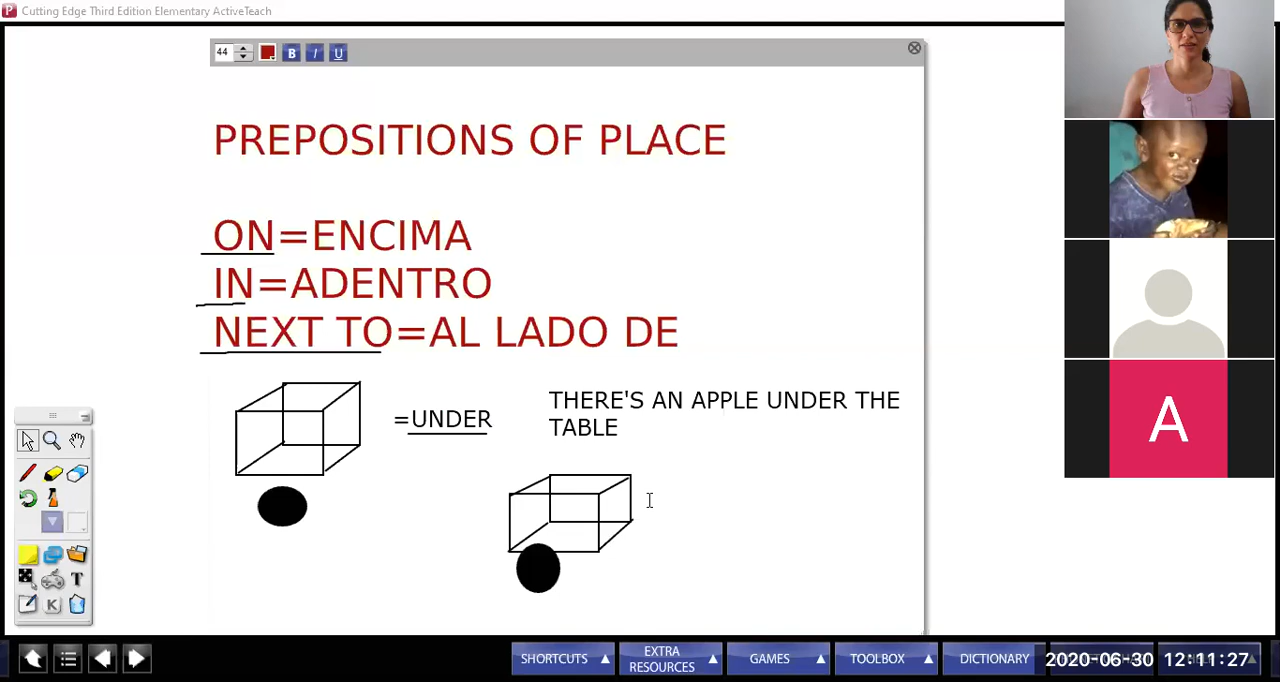 Cutting Edge Third Edition Elementary ActiveTeach
44
B I U
PREPOSITIONS OF PLACE
ON=ENCIMA
IN=ADENTRO
NEXT TO=AL LADO DE
=UNDER
THERE'S AN APPLE UNDER THE
TABLE
A
T
K
SHORTCUTS
EXTRA
RESOURCES
GAMES
TOOLBOX
DICTIONARY
2020-06-30 12:11:27